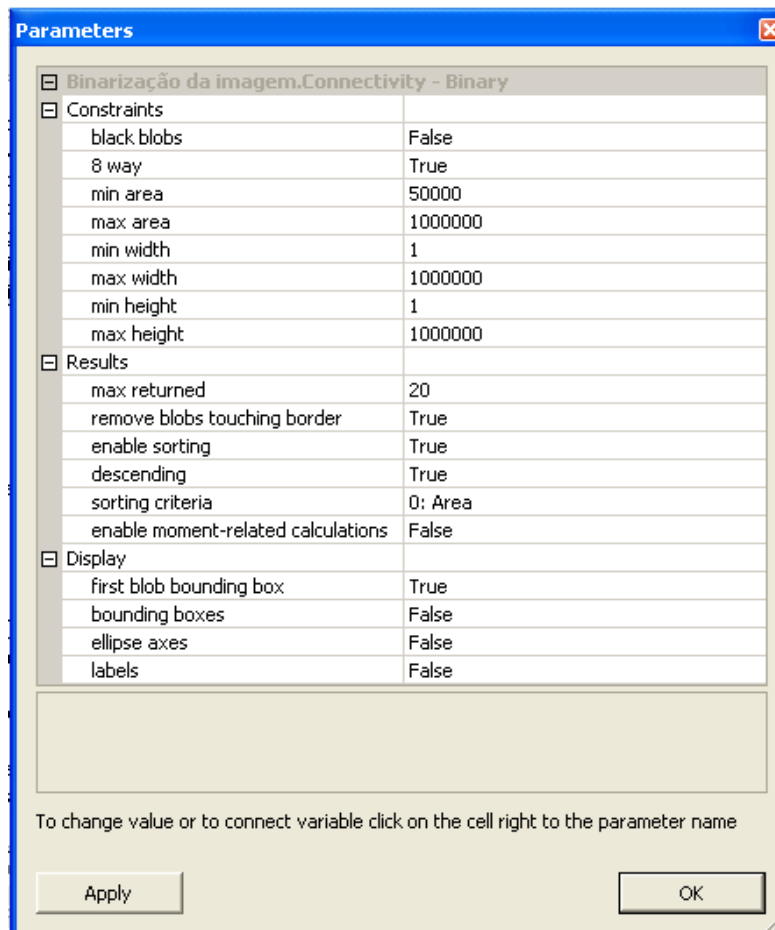 Parameters
Binarização da imagem.Connectivity - Binary
Constraints
black blobs False
8 way True
min area 50000
max area 1000000
min width 1
max width 1000000
min height 1
max height 1000000
Results
max returned 20
remove blobs touching border True
enable sorting True
descending True
sorting criteria 0: Area
enable moment-related calculations False
Display
first blob bounding box True
bounding boxes False
ellipse axes False
labels False
To change value or to connect variable click on the cell right to the parameter name
Apply OK